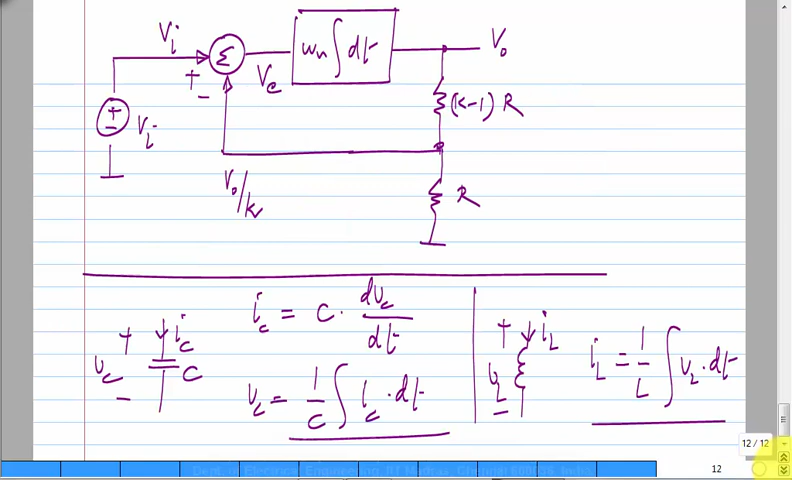 Vi
Σ
ωn ∫ dt
Vo
+
−
Ve
(k-1) R
+
−
Vi
Vo/k
R
ic = C · dvc/dt
vc + − ic C
vc = 1/C ∫ ic · dt
+ vL − iL
iL = 1/L ∫ vL · dt
12 / 12
12
Dept. of Electrical Engineering, IIT Madras, Chennai 600036, India